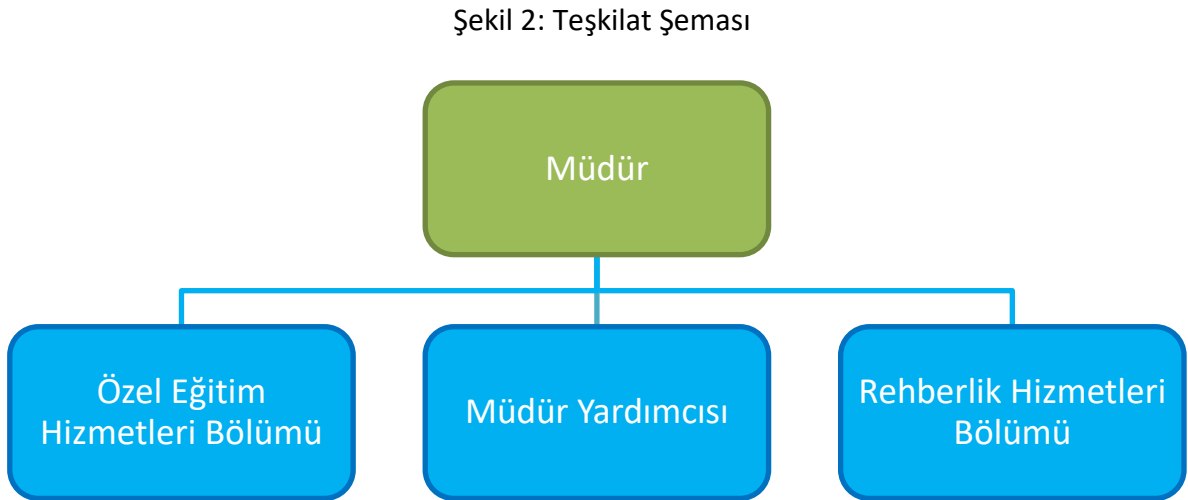 Şekil 2: Teşkilat Şeması
Müdür
Özel Eğitim
Hizmetleri Bölümü
Müdür Yardımcısı
Rehberlik Hizmetleri
Bölümü